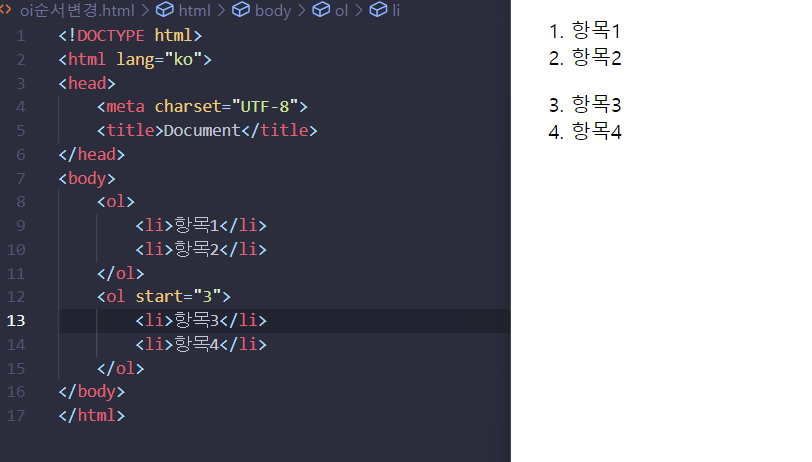 oi순서변경.html > html > body > ol > li
1 <!DOCTYPE html>
2 <html lang="ko">
3 <head>
4 <meta charset="UTF-8">
5 <title>Document</title>
6 </head>
7 <body>
8 <ol>
9 <li>항목1</li>
10 <li>항목2</li>
11 </ol>
12 <ol start="3">
13 <li>항목3</li>
14 <li>항목4</li>
15 </ol>
16 </body>
17 </html>
1. 항목1
2. 항목2
3. 항목3
4. 항목4